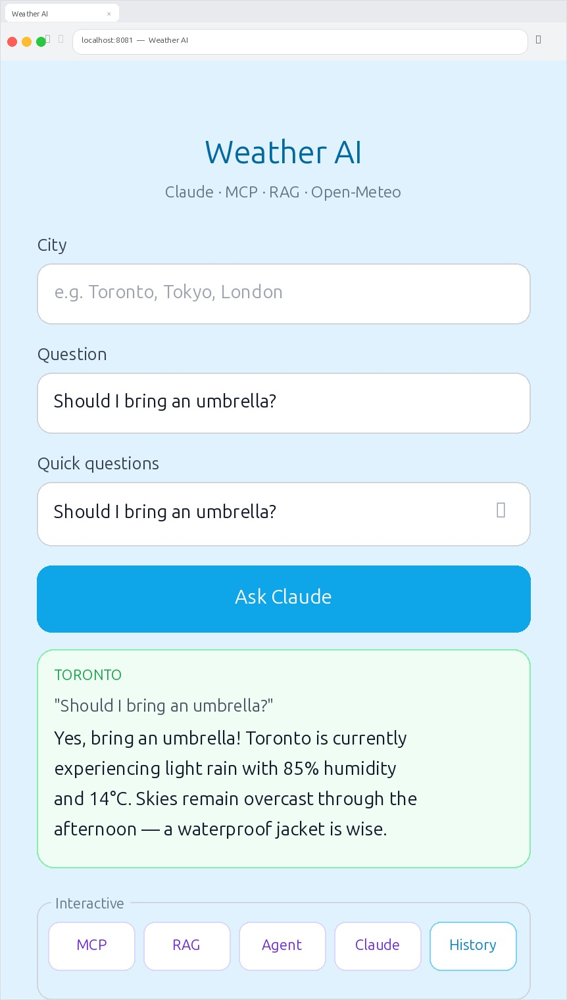 Weather AI ×
localhost:8081 — Weather AI
Weather AI
Claude · MCP · RAG · Open-Meteo
City
e.g. Toronto, Tokyo, London
Question
Should I bring an umbrella?
Quick questions
Should I bring an umbrella?
Ask Claude
TORONTO
"Should I bring an umbrella?"
Yes, bring an umbrella! Toronto is currently
experiencing light rain with 85% humidity
and 14°C. Skies remain overcast through the
afternoon — a waterproof jacket is wise.
Interactive
MCP RAG Agent Claude History